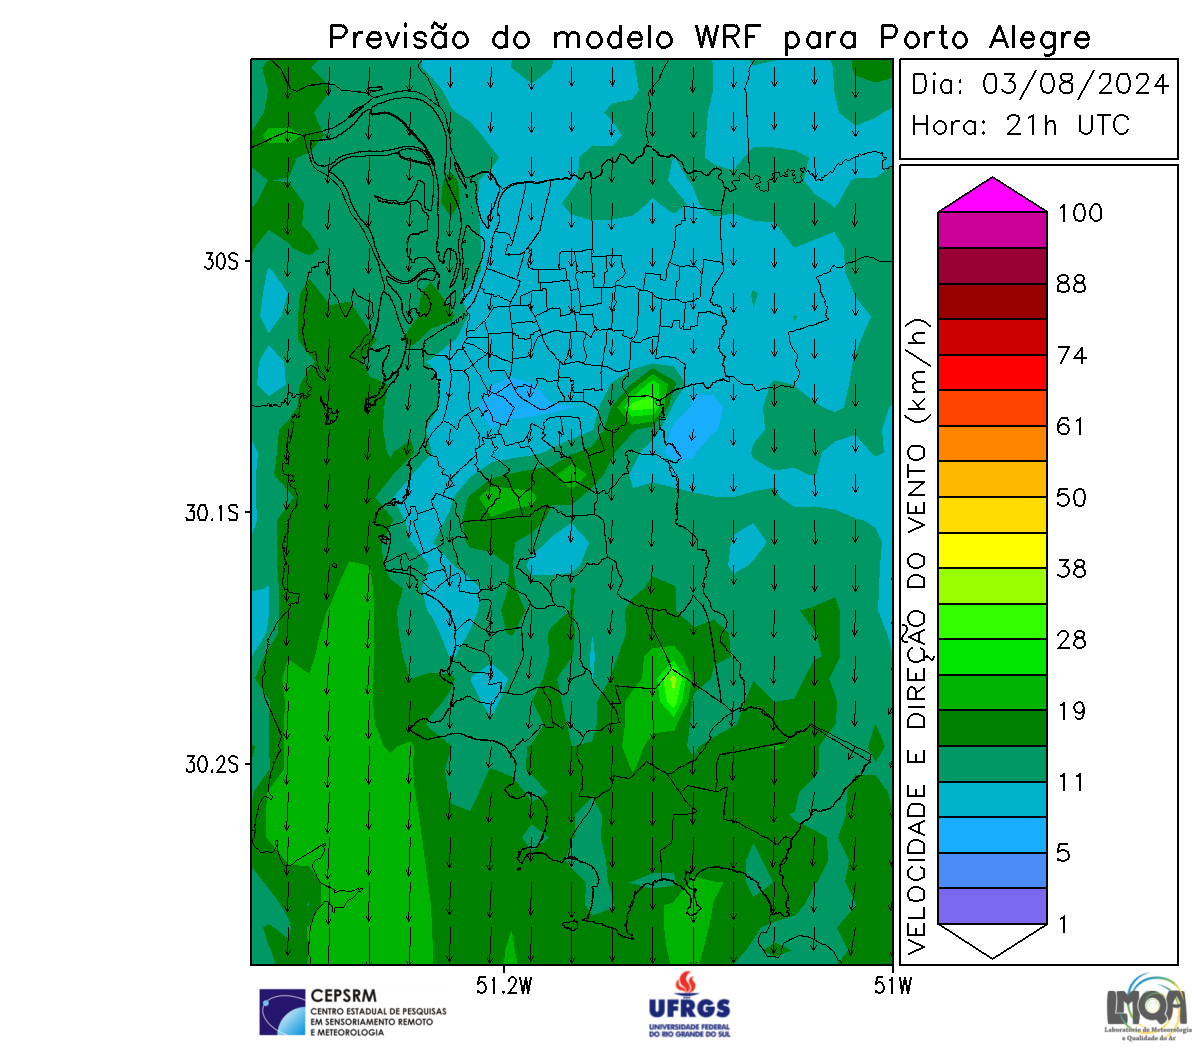 Previsão do modelo WRF para Porto Alegre
Dia: 03/08/2024
Hora: 21h UTC
100
88
74
61
50
38
28
19
11
5
1
VELOCIDADE E DIREÇÃO DO VENTO (km/h)
30S
30.1S
30.2S
51.2W
51W
CEPSRM
CENTRO ESTADUAL DE PESQUISAS
EM SENSORIAMENTO REMOTO
E METEOROLOGIA
UFRGS
UNIVERSIDADE FEDERAL
DO RIO GRANDE DO SUL
LMQA
Laboratório de Meteorologia
e Qualidade do Ar